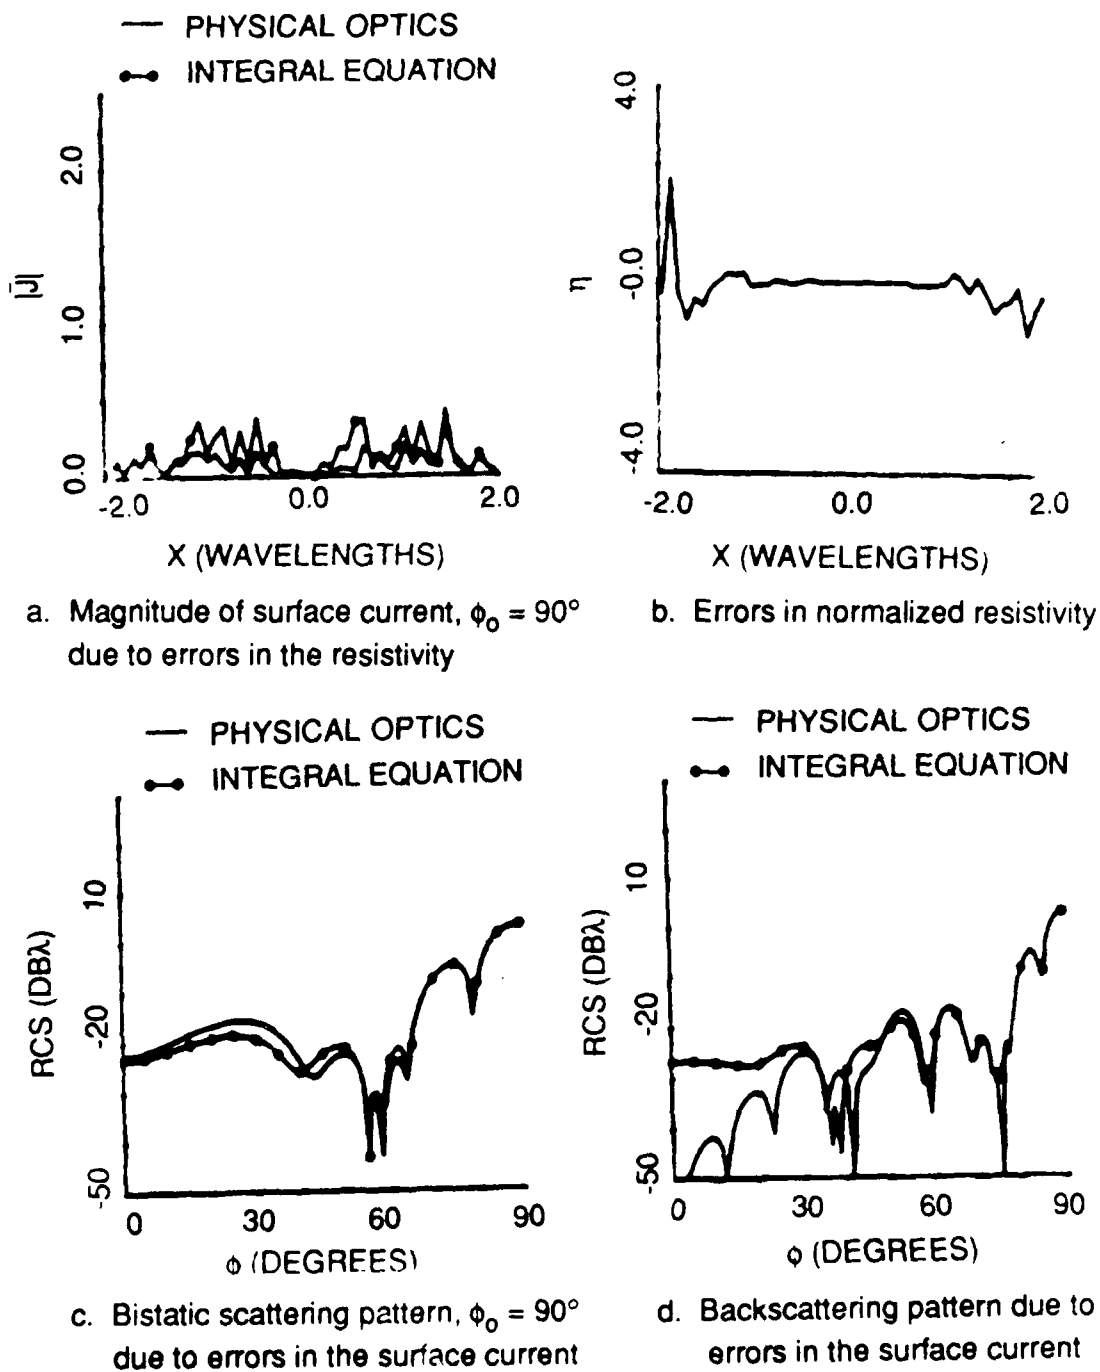 PHYSICAL OPTICS
INTEGRAL EQUATION
|J̄|
2.0
1.0
0.0
-2.0 0.0 2.0
X (WAVELENGTHS)
a. Magnitude of surface current, ϕ₀ = 90°
due to errors in the resistivity
η
4.0
-0.0
-4.0
-2.0 0.0 2.0
X (WAVELENGTHS)
b. Errors in normalized resistivity
PHYSICAL OPTICS
INTEGRAL EQUATION
RCS (DBλ)
10
-20
-50
0 30 60 90
ϕ (DEGREES)
c. Bistatic scattering pattern, ϕ₀ = 90°
due to errors in the surface current
PHYSICAL OPTICS
INTEGRAL EQUATION
RCS (DBλ)
10
-20
-50
0 30 60 90
ϕ (DEGREES)
d. Backscattering pattern due to
errors in the surface current